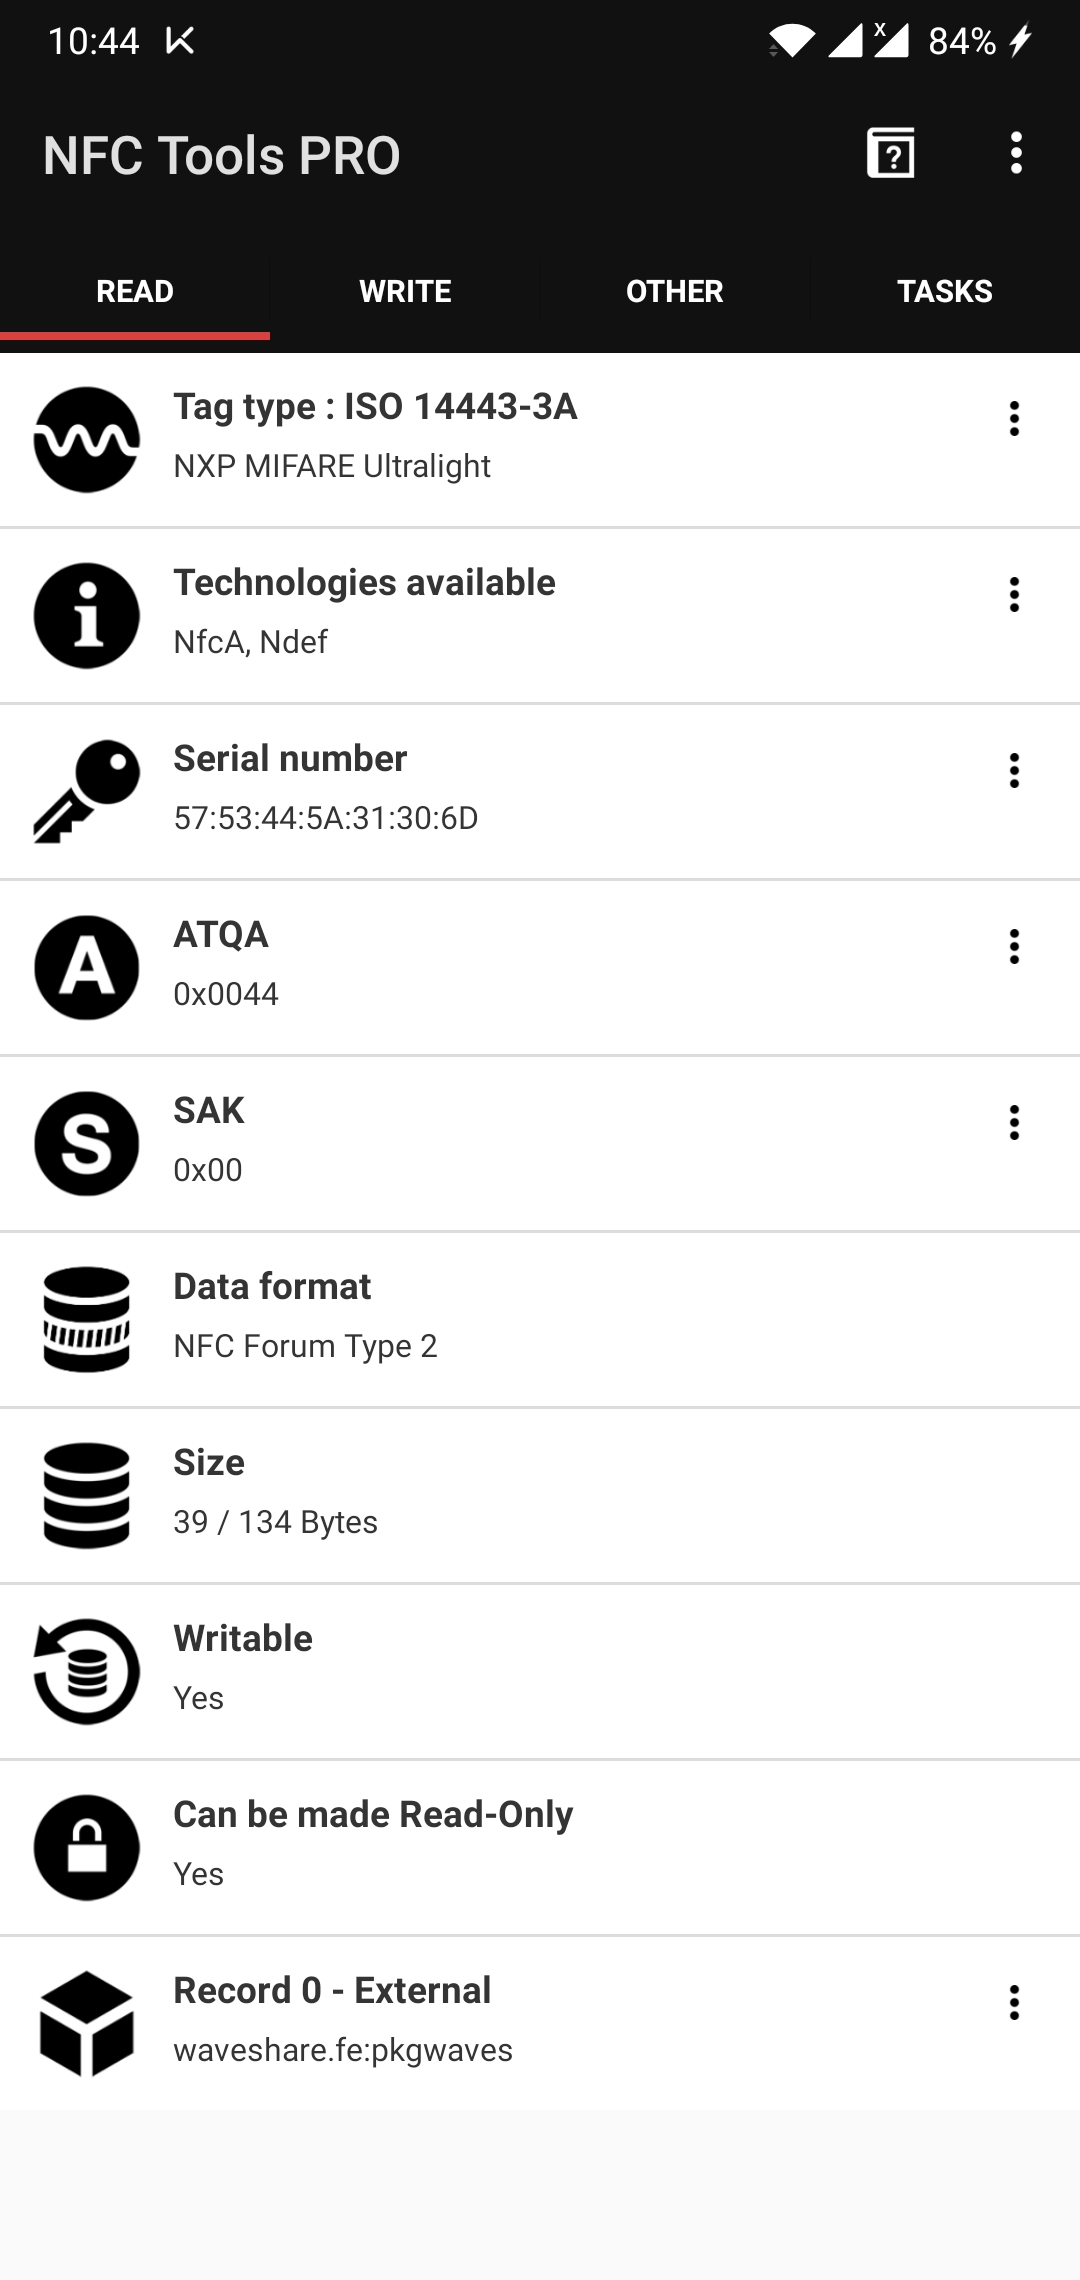 10:44
84%
NFC Tools PRO
READ
WRITE
OTHER
TASKS
Tag type : ISO 14443-3A
NXP MIFARE Ultralight
Technologies available
NfcA, Ndef
Serial number
57:53:44:5A:31:30:6D
A
ATQA
0x0044
S
SAK
0x00
Data format
NFC Forum Type 2
Size
39 / 134 Bytes
Writable
Yes
Can be made Read-Only
Yes
Record 0 - External
waveshare.fe:pkgwaves